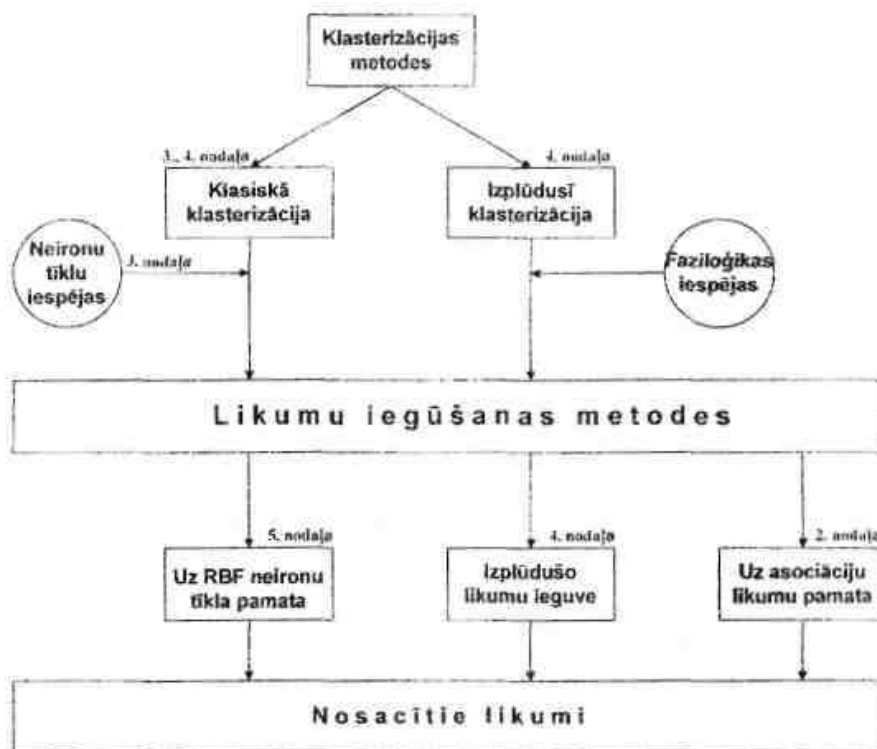 Klasterizācijas
metodes
3., 4. nodaļa
4. nodaļa
Klasiskā
klasterizācija
Izplūdusī
klasterizācija
Neironu
tīklu
iespējas
3. nodaļa
Faziloģikas
iespējas
Likumu iegūšanas metodes
5. nodaļa
4. nodaļa
2. nodaļa
Uz RBF neironu
tīkla pamata
Izplūdušo
likumu ieguve
Uz asociāciju
likumu pamata
Nosacītie likumi